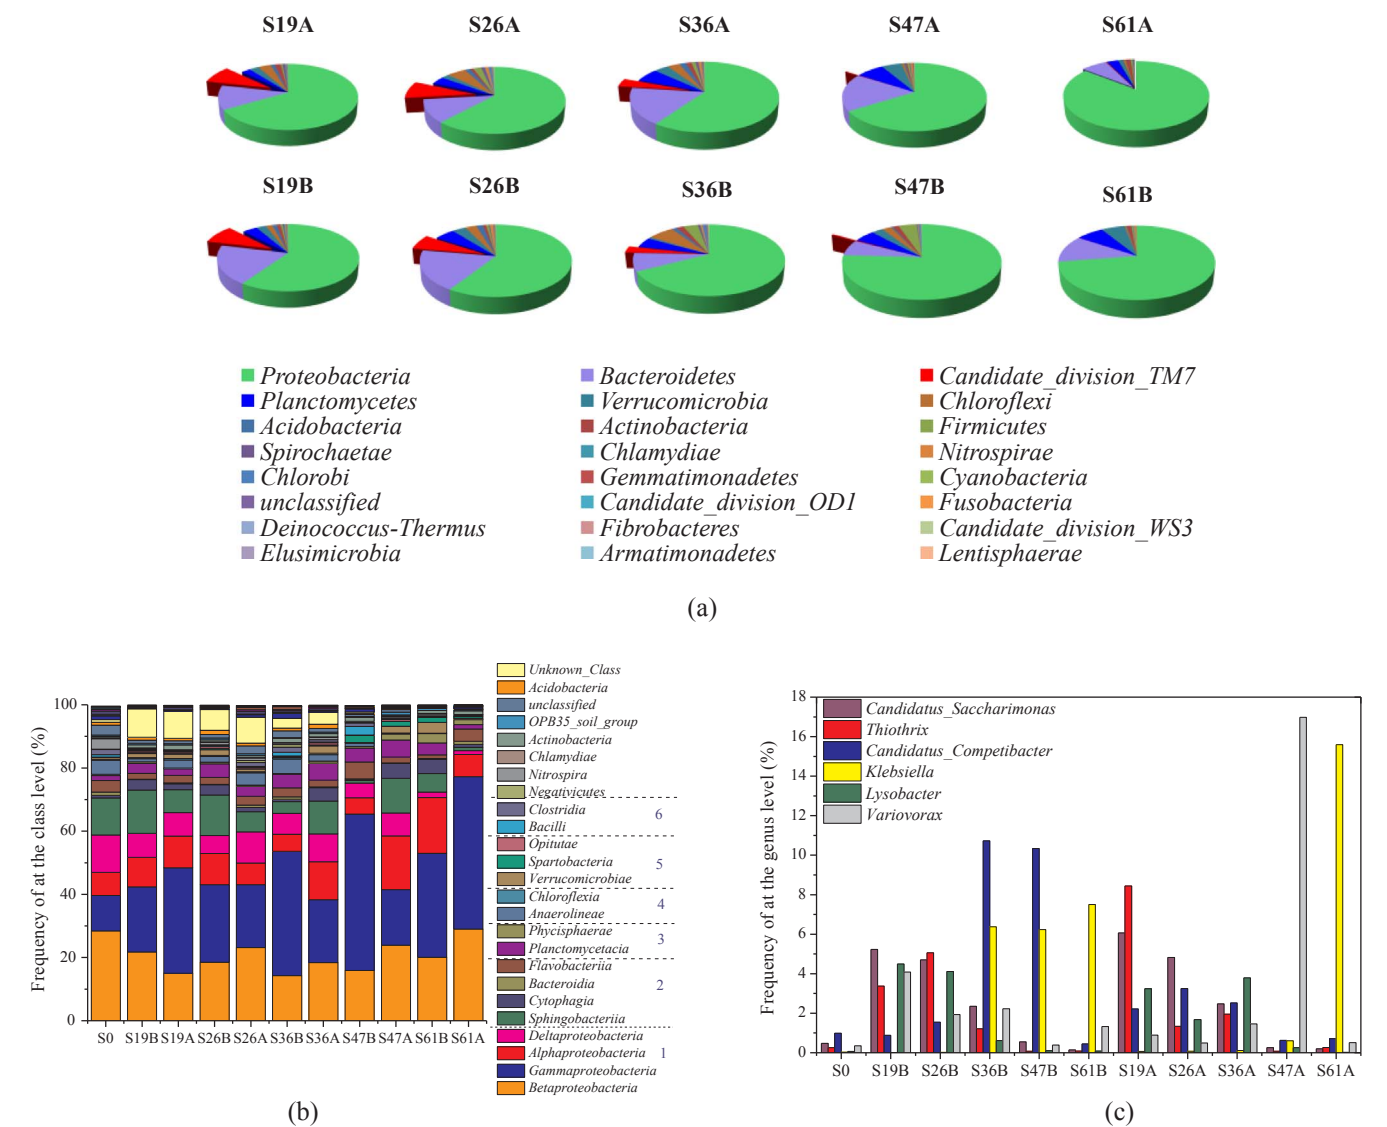 S19A S26A S36A S47A S61A
S19B S26B S36B S47B S61B
Proteobacteria Bacteroidetes Candidate_division_TM7
Planctomycetes Verrucomicrobia Chloroflexi
Acidobacteria Actinobacteria Firmicutes
Spirochaetae Chlamydiae Nitrospirae
Chlorobi Gemmatimonadetes Cyanobacteria
unclassified Candidate_division_OD1 Fusobacteria
Deinococcus-Thermus Fibrobacteres Candidate_division_WS3
Elusimicrobia Armatimonadetes Lentisphaerae
(a)
Frequency of at the class level (%)
100
80
60
40
20
0
S0 S19B S19A S26B S26A S36B S36A S47B S47A S61B S61A
Unknown_Class
Acidobacteria
unclassified
OPB35_soil_group
Actinobacteria
Chlamydiae
Nitrospira
Negativicutes
Clostridia
6
Bacilli
Opitutae
Spartobacteria
5
Verrucomicrobiae
Chloroflexia
4
Anaerolineae
Phycisphaerae
3
Planctomycetacia
Flavobacteriia
Bacteroidia
2
Cytophagia
Sphingobacteriia
Deltaproteobacteria
Alphaproteobacteria 1
Gammaproteobacteria
Betaproteobacteria
(b)
Frequency of at the genus level (%)
18
16
14
12
10
8
6
4
2
0
Candidatus_Saccharimonas
Thiothrix
Candidatus_Competibacter
Klebsiella
Lysobacter
Variovorax
S0 S19B S26B S36B S47B S61B S19A S26A S36A S47A S61A
(c)